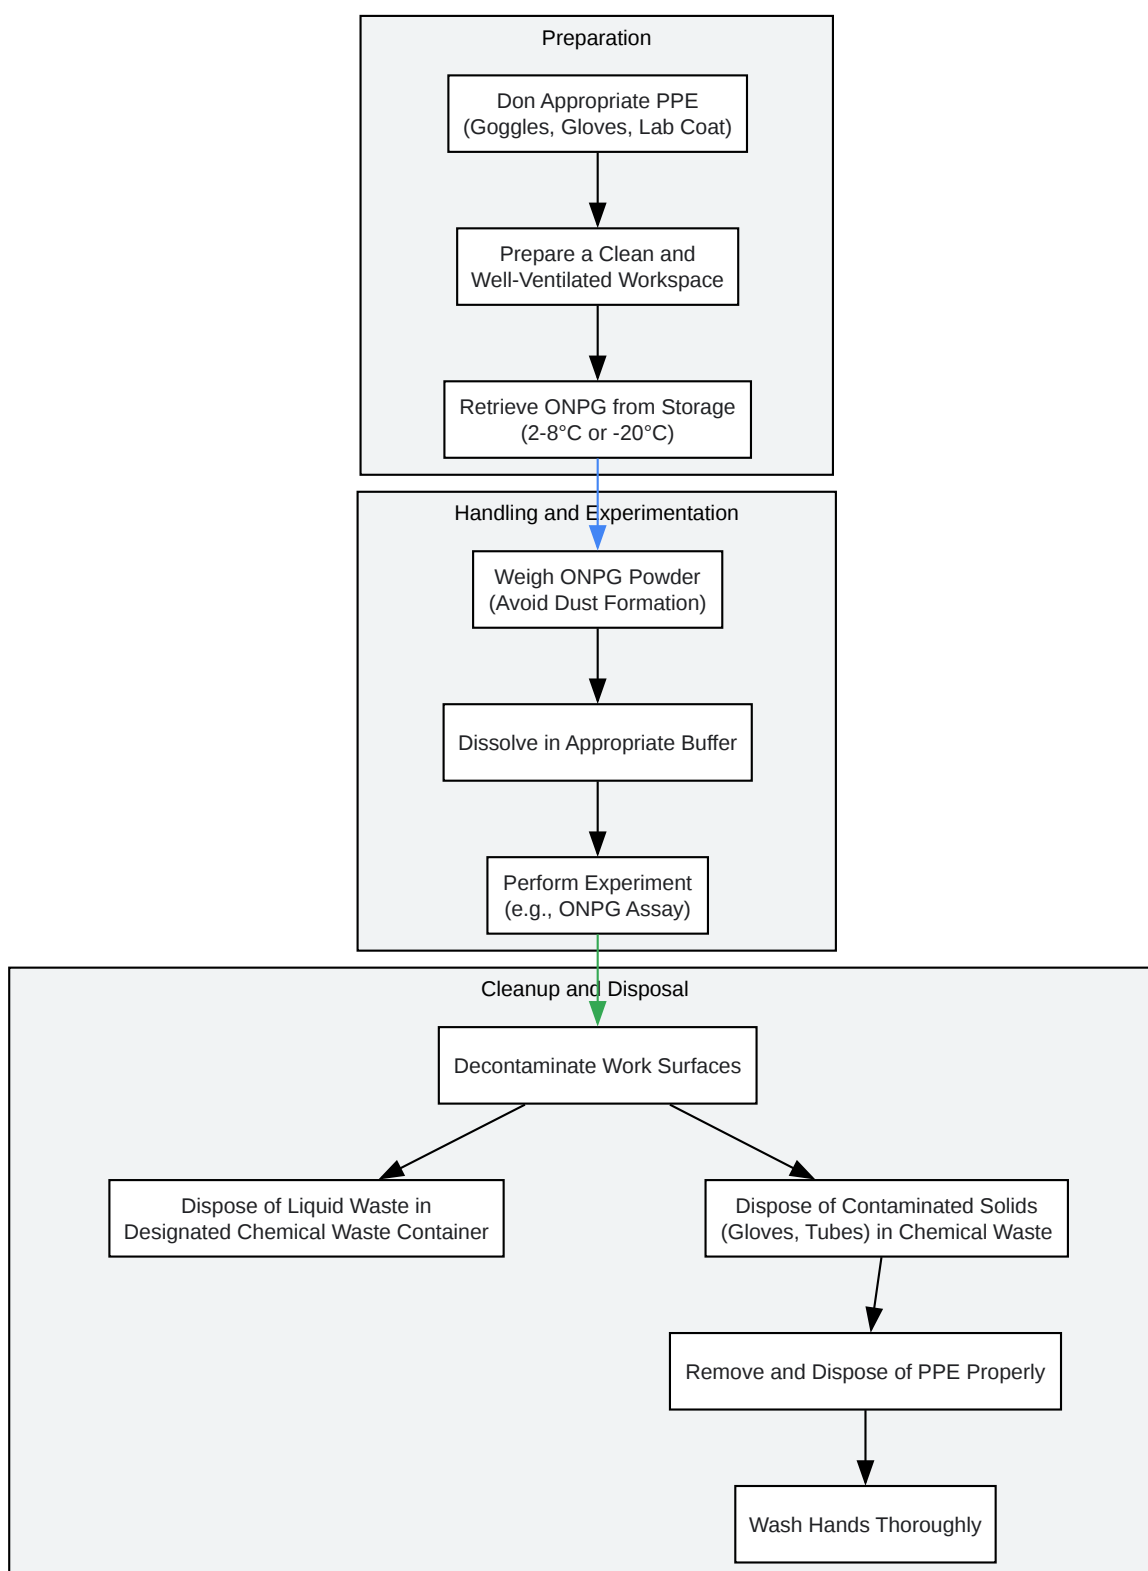 Preparation
Don Appropriate PPE
(Goggles, Gloves, Lab Coat)
Prepare a Clean and
Well-Ventilated Workspace
Retrieve ONPG from Storage
(2-8°C or -20°C)
Handling and Experimentation
Weigh ONPG Powder
(Avoid Dust Formation)
Dissolve in Appropriate Buffer
Perform Experiment
(e.g., ONPG Assay)
Cleanup and Disposal
Decontaminate Work Surfaces
Dispose of Liquid Waste in
Designated Chemical Waste Container
Dispose of Contaminated Solids
(Gloves, Tubes) in Chemical Waste
Remove and Dispose of PPE Properly
Wash Hands Thoroughly